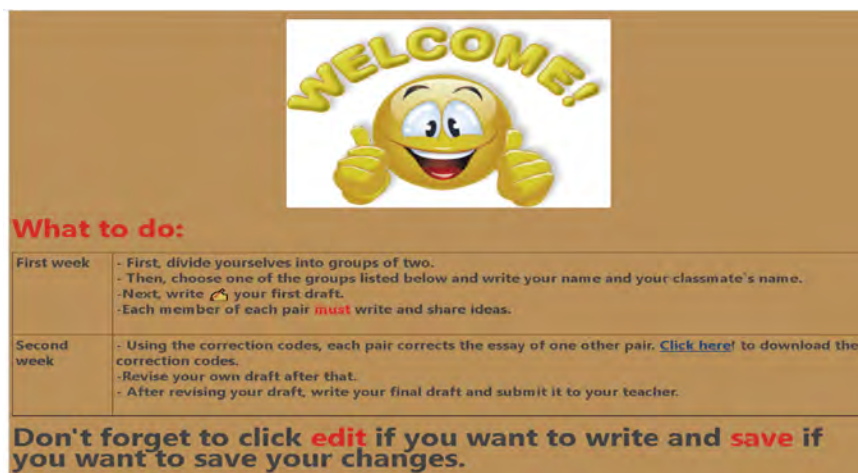 WELCOME!
What to do:
First week
- First, divide yourselves into groups of two.
- Then, choose one of the groups listed below and write your name and your classmate's name.
-Next, write your first draft.
-Each member of each pair must write and share ideas.
Second week
- Using the correction codes, each pair corrects the essay of one other pair. Click here! to download the
correction codes.
-Revise your own draft after that.
- After revising your draft, write your final draft and submit it to your teacher.
Don't forget to click edit if you want to write and save if
you want to save your changes.